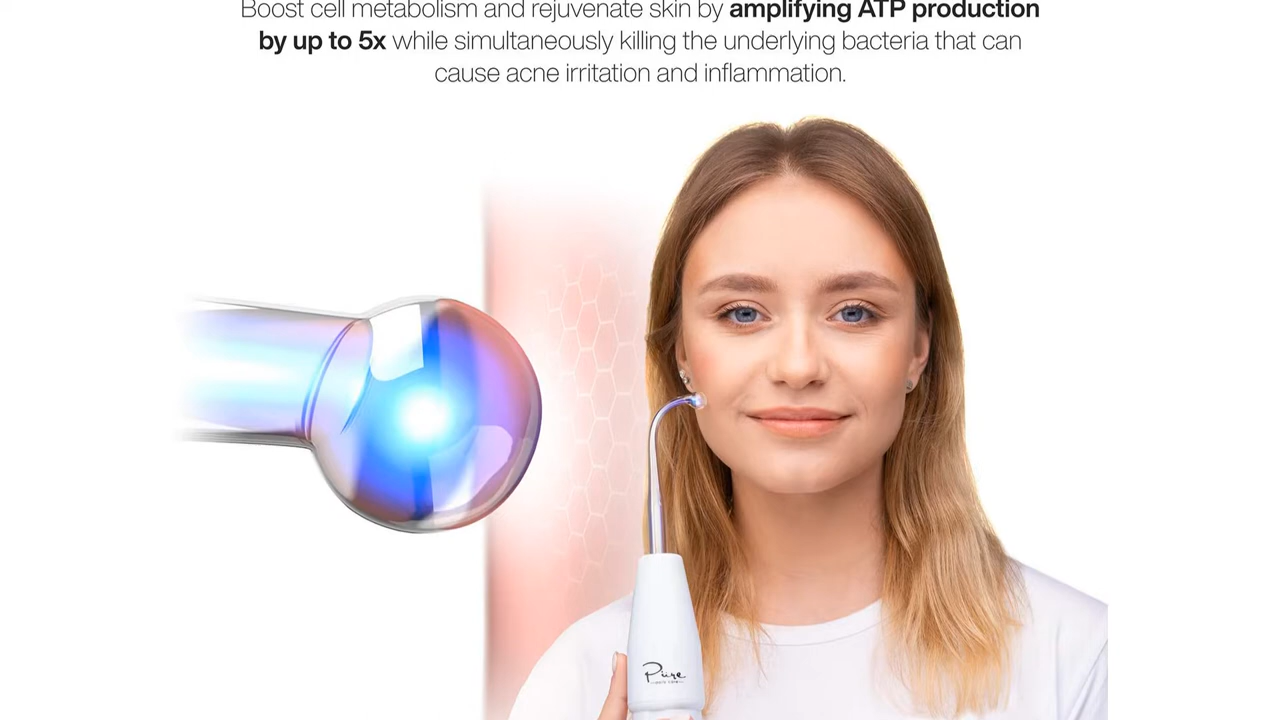 Boost cell metabolism and rejuvenate skin by amplifying ATP production
by up to 5x while simultaneously killing the underlying bacteria that can
cause acne irritation and inflammation.
Pure